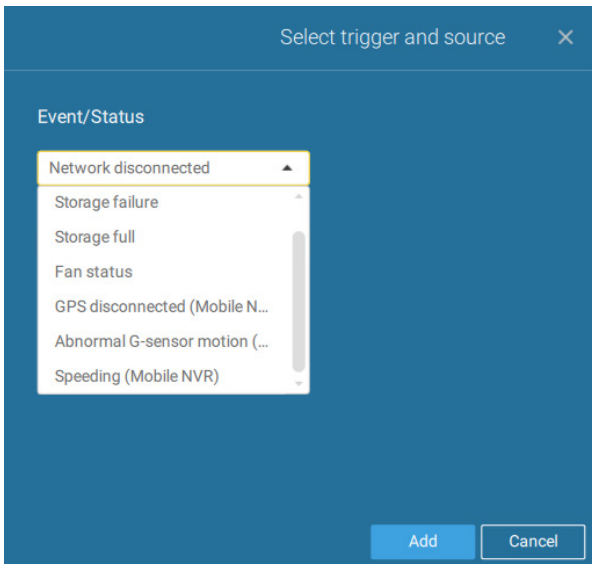 Select trigger and source
Event/Status
Network disconnected
Storage failure
Storage full
Fan status
GPS disconnected (Mobile N...
Abnormal G-sensor motion (...
Speeding (Mobile NVR)
Add
Cancel